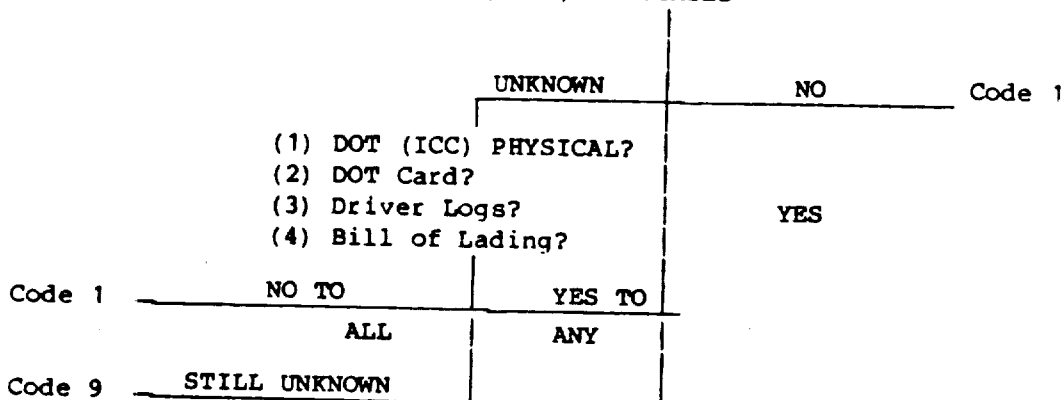 UNKNOWN NO Code 1
(1) DOT (ICC) PHYSICAL?
(2) DOT Card?
(3) Driver Logs?
(4) Bill of Lading?
YES
Code 1 NO TO YES TO
ALL ANY
Code 9 STILL UNKNOWN